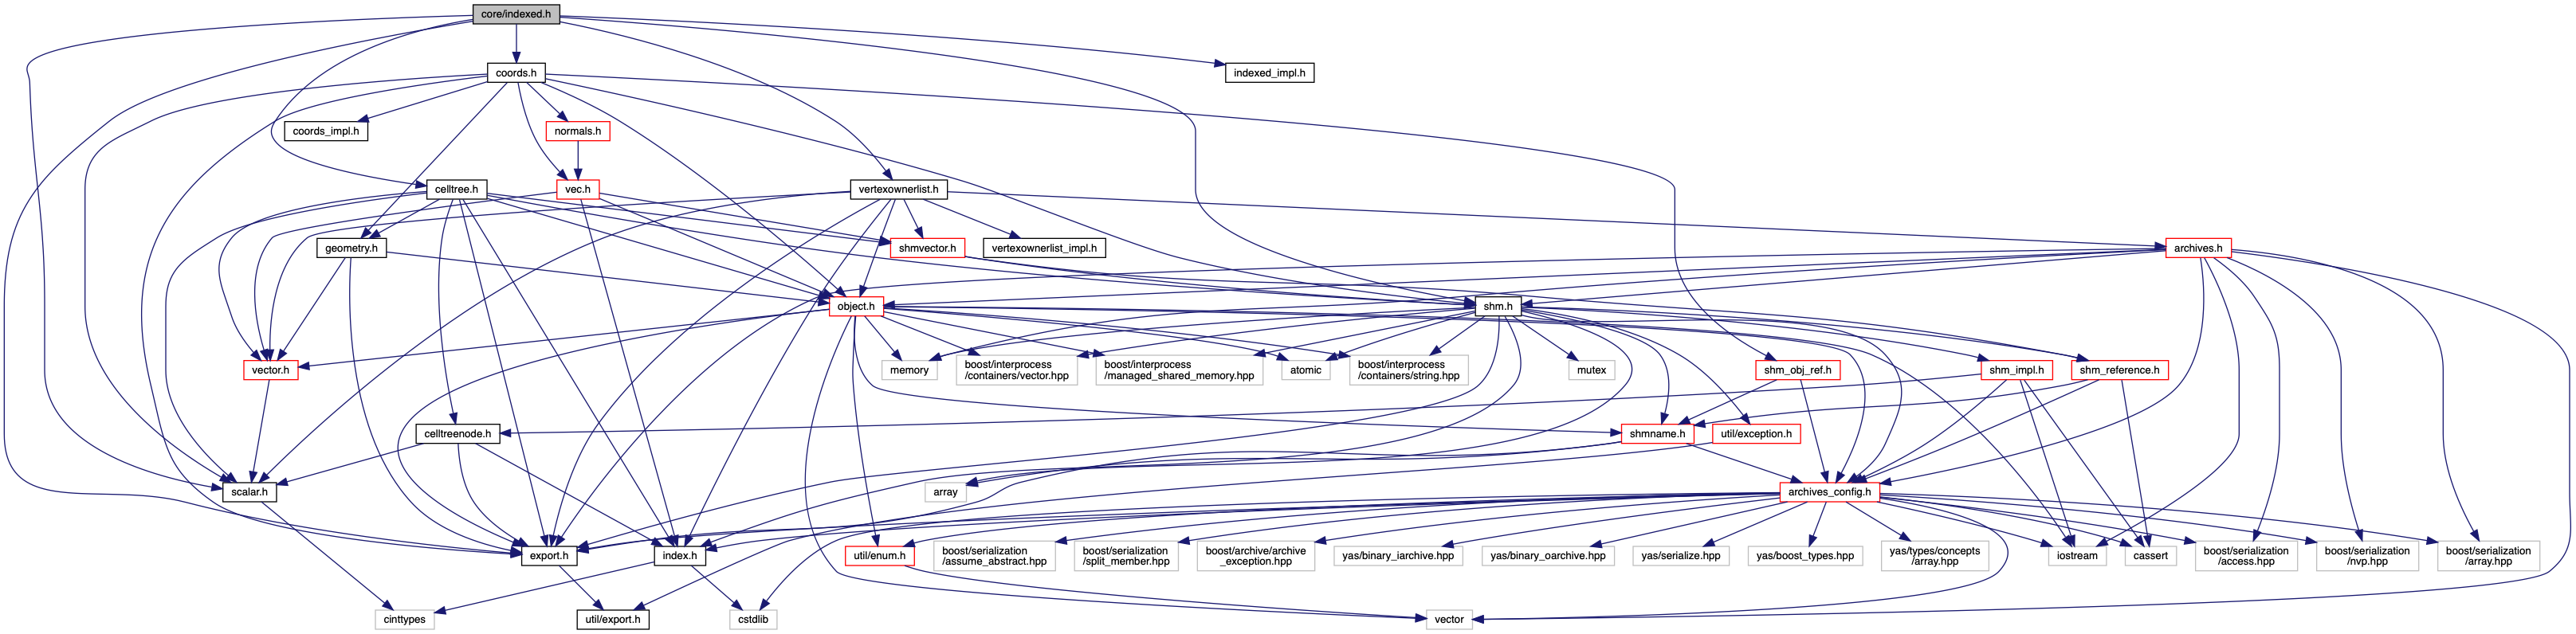 core/indexed.h
coords.h
indexed_impl.h
coords_impl.h
normals.h
celltree.h
vec.h
vertexownerlist.h
geometry.h
shmvector.h
vertexownerlist_impl.h
archives.h
object.h
shm.h
vector.h
memory
boost/interprocess
/containers/vector.hpp
boost/interprocess
/managed_shared_memory.hpp
atomic
boost/interprocess
/containers/string.hpp
mutex
shm_obj_ref.h
shm_impl.h
shm_reference.h
celltreenode.h
shmname.h
util/exception.h
scalar.h
array
archives_config.h
export.h
index.h
util/enum.h
boost/serialization
/assume_abstract.hpp
boost/serialization
/split_member.hpp
boost/archive/archive
_exception.hpp
yas/binary_iarchive.hpp
yas/binary_oarchive.hpp
yas/serialize.hpp
yas/boost_types.hpp
yas/types/concepts
/array.hpp
iostream
cassert
boost/serialization
/access.hpp
boost/serialization
/nvp.hpp
boost/serialization
/array.hpp
cinttypes
util/export.h
cstdlib
vector